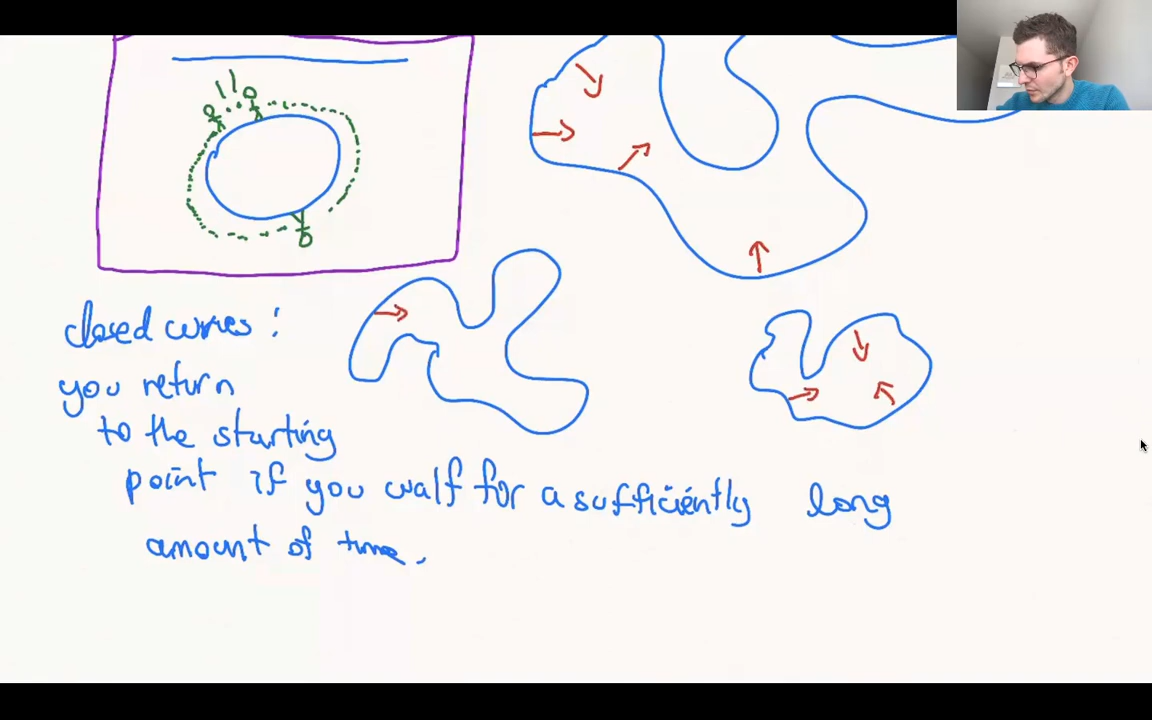 closed curves :
you return
to the starting
point if you walf for a sufficiently long
amount of time.